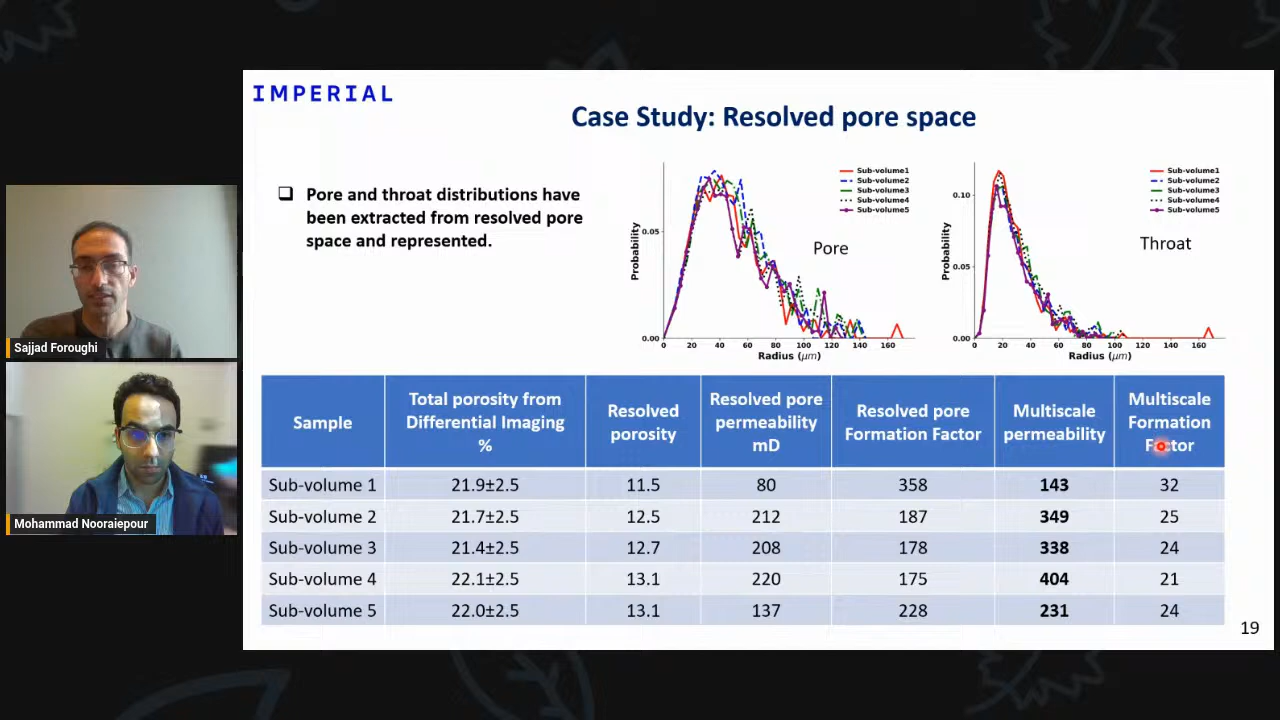 IMPERIAL
Case Study: Resolved pore space
❑ Pore and throat distributions have
been extracted from resolved pore
space and represented.
Sub-volume1
Sub-volume2
Sub-volume3
Sub-volume4
Sub-volume5
Pore
Probability
0.05
0.00
0 20 40 60 80 100 120 140 160
Radius (μm)
Sub-volume1
Sub-volume2
Sub-volume3
Sub-volume4
Sub-volume5
Throat
Probability
0.10
0.05
0.00
0 20 40 60 80 100 120 140 160
Radius (μm)
Sajjad Foroughi
Mohammad Nooraiepour
Sample
Total porosity from
Differential Imaging
%
Resolved
porosity
Resolved pore
permeability
mD
Resolved pore
Formation Factor
Multiscale
permeability
Multiscale
Formation
Factor
Sub-volume 1 21.9±2.5 11.5 80 358 143 32
Sub-volume 2 21.7±2.5 12.5 212 187 349 25
Sub-volume 3 21.4±2.5 12.7 208 178 338 24
Sub-volume 4 22.1±2.5 13.1 220 175 404 21
Sub-volume 5 22.0±2.5 13.1 137 228 231 24
19